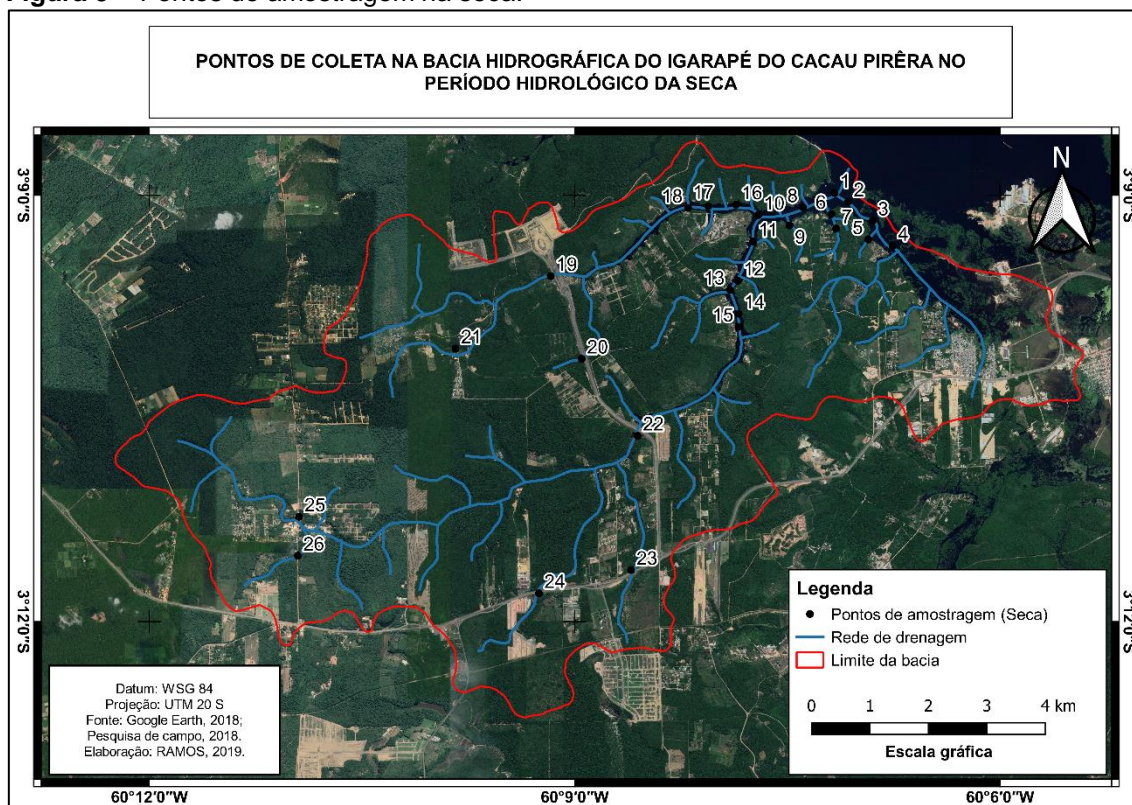 Figura 3 – Pontos de amostragem na seca.
PONTOS DE COLETA NA BACIA HIDROGRÁFICA DO IGARAPÉ DO CACAU PIRÊRA NO
PERÍODO HIDROLÓGICO DA SECA
3°9'0"S
3°12'0"S
1
2
3
4
5
6
7
8
9
10
11
12
13
14
15
16
17
18
19
20
21
22
23
24
25
26
N
3°9'0"S
3°12'0"S
Legenda
Pontos de amostragem (Seca)
Rede de drenagem
Limite da bacia
0 1 2 3 4 km
Escala gráfica
Datum: WSG 84
Projeção: UTM 20 S
Fonte: Google Earth, 2018;
Pesquisa de campo, 2018.
Elaboração: RAMOS, 2019.
60°12'0"W 60°9'0"W 60°6'0"W